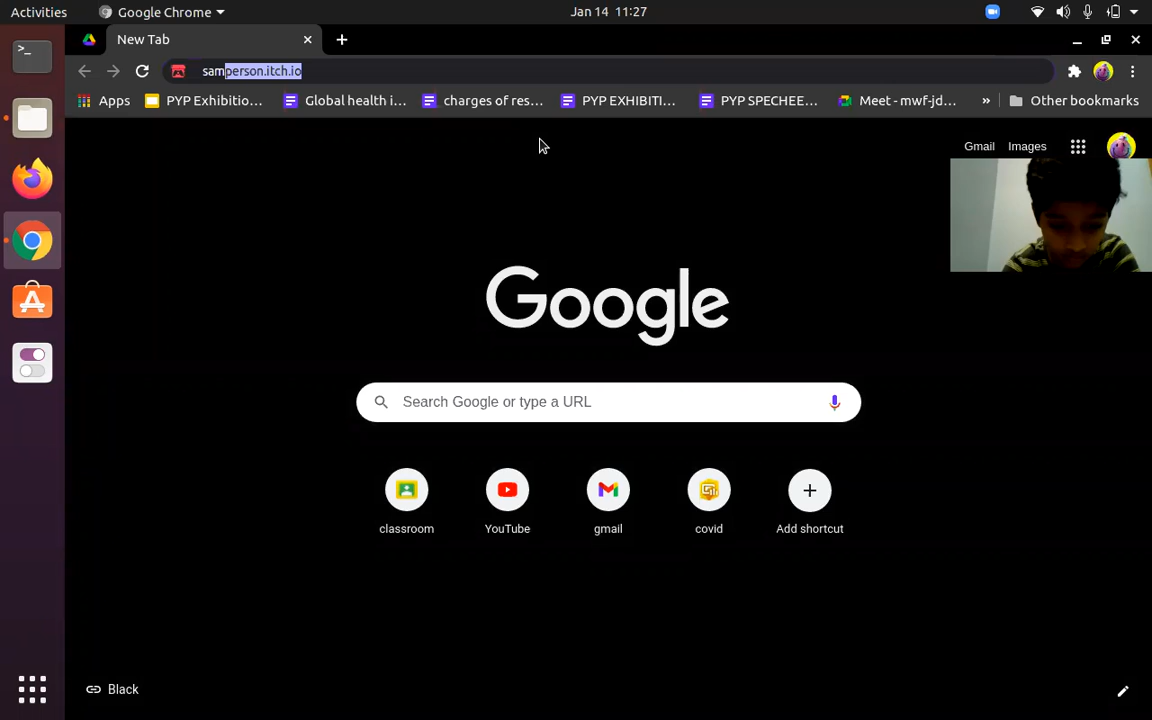 Activities
Google Chrome
Jan 14 11:27
New Tab
samperson.itch.io
Apps
PYP Exhibitio...
Global health i...
charges of res...
PYP EXHIBITI...
PYP SPECHEE...
Meet - mwf-jd...
»
Other bookmarks
Gmail
Images
Google
Search Google or type a URL
classroom
YouTube
gmail
covid
Add shortcut
Black